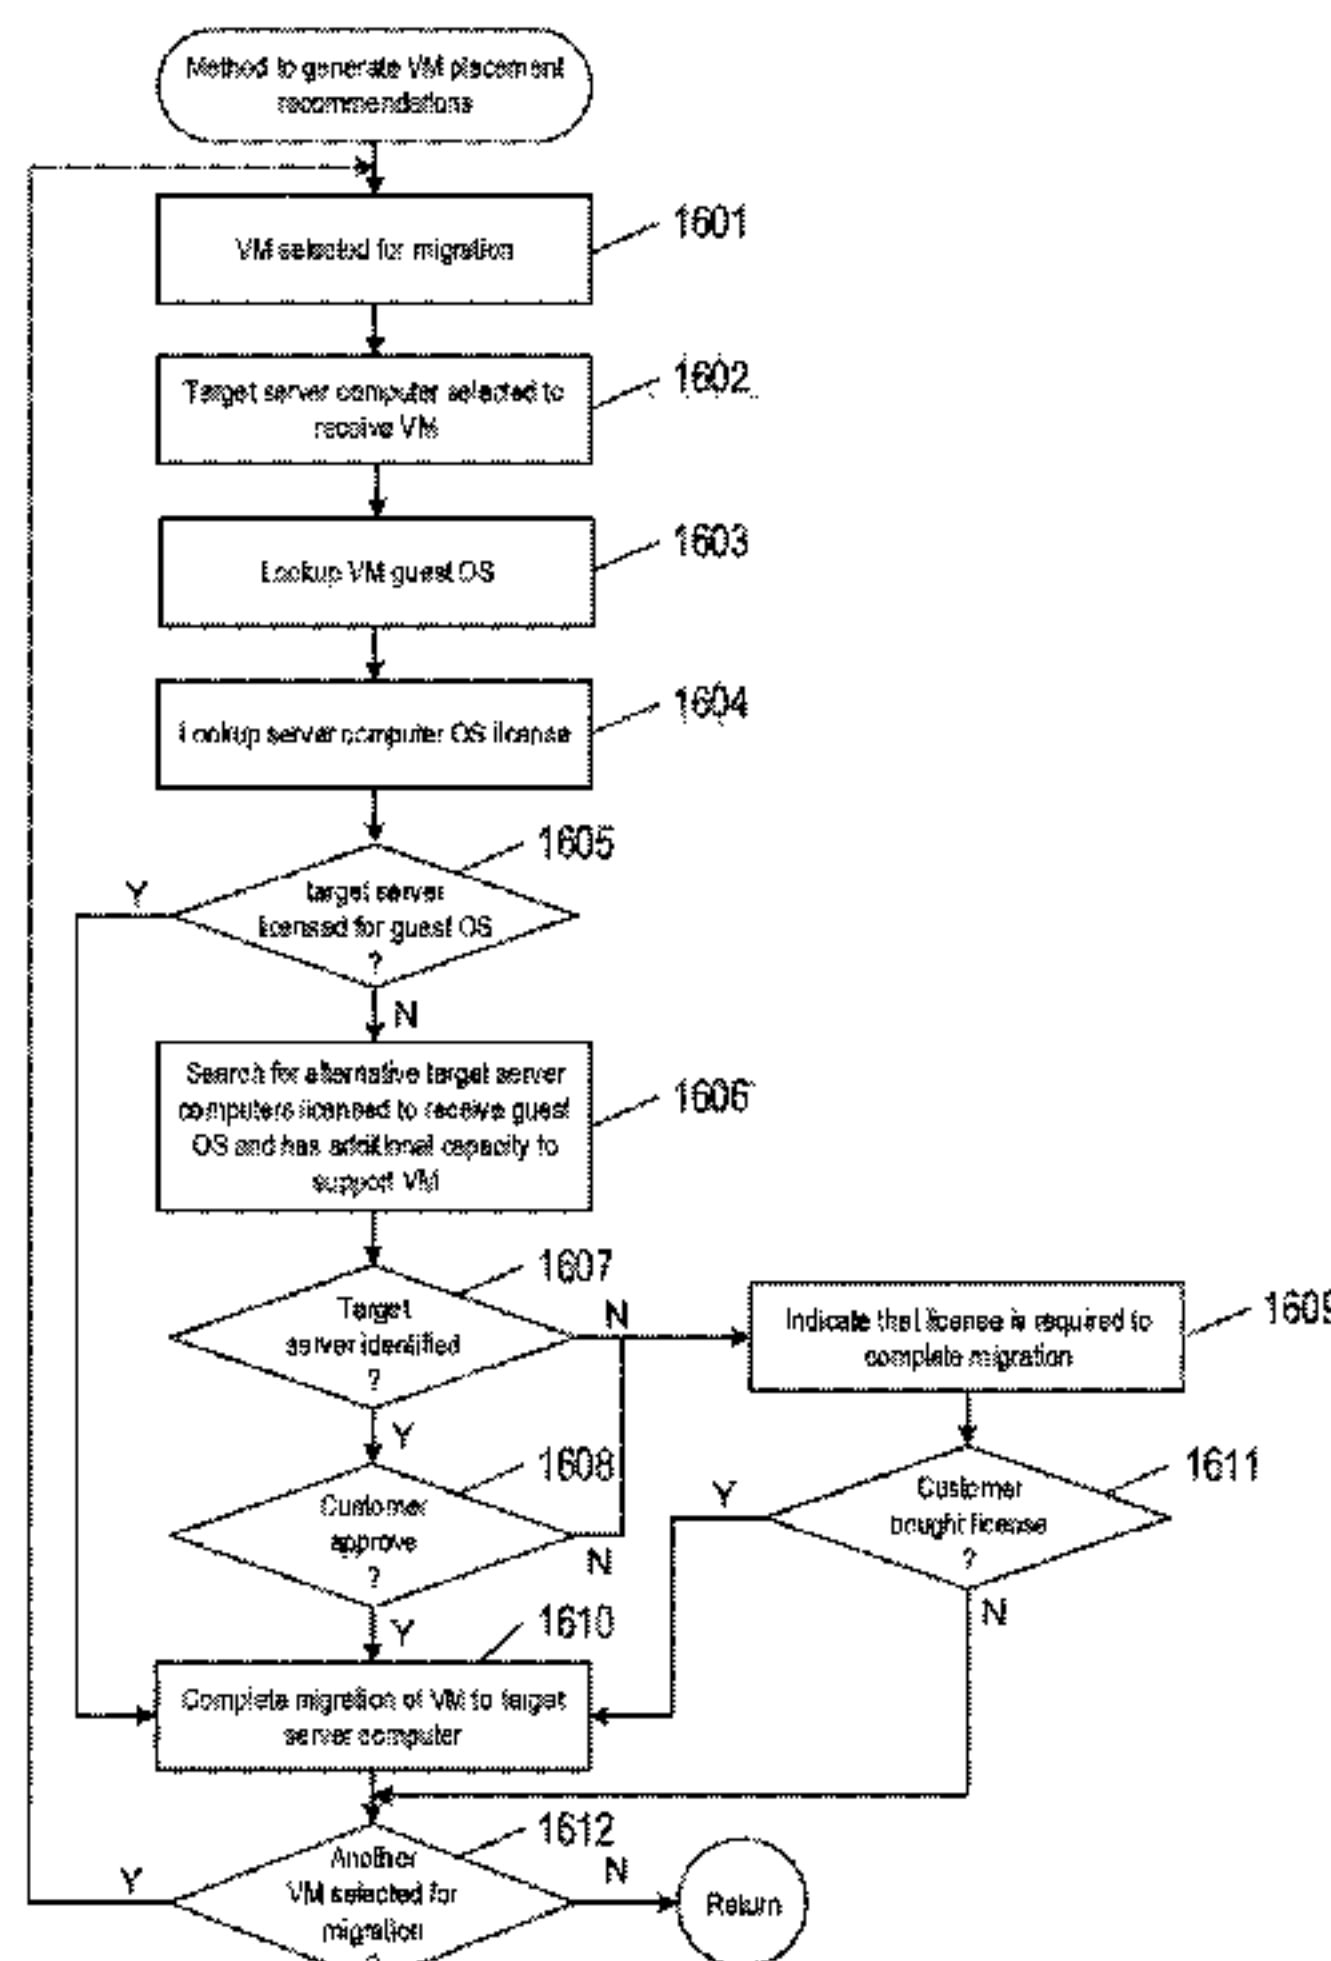 Method to generate VM placement
recommendations
VM selected for migration
1601
Target server computer selected to
receive VM
1602
Lookup VM guest OS
1603
Lookup server computer OS license
1604
1605
Y
target server
licensed for guest OS
?
N
Search for alternative target server
computers licensed to receive guest
OS and has additional capacity to
support VM
1606
1607
Target
server identified
?
N
Y
Indicate that license is required to
complete migration
1609
1608
Customer
approve
?
N
Y
1611
Customer
bought license
?
Y
N
1610
Complete migration of VM to target
server computer
1612
Another
VM selected for
migration
?
Y
N
Return